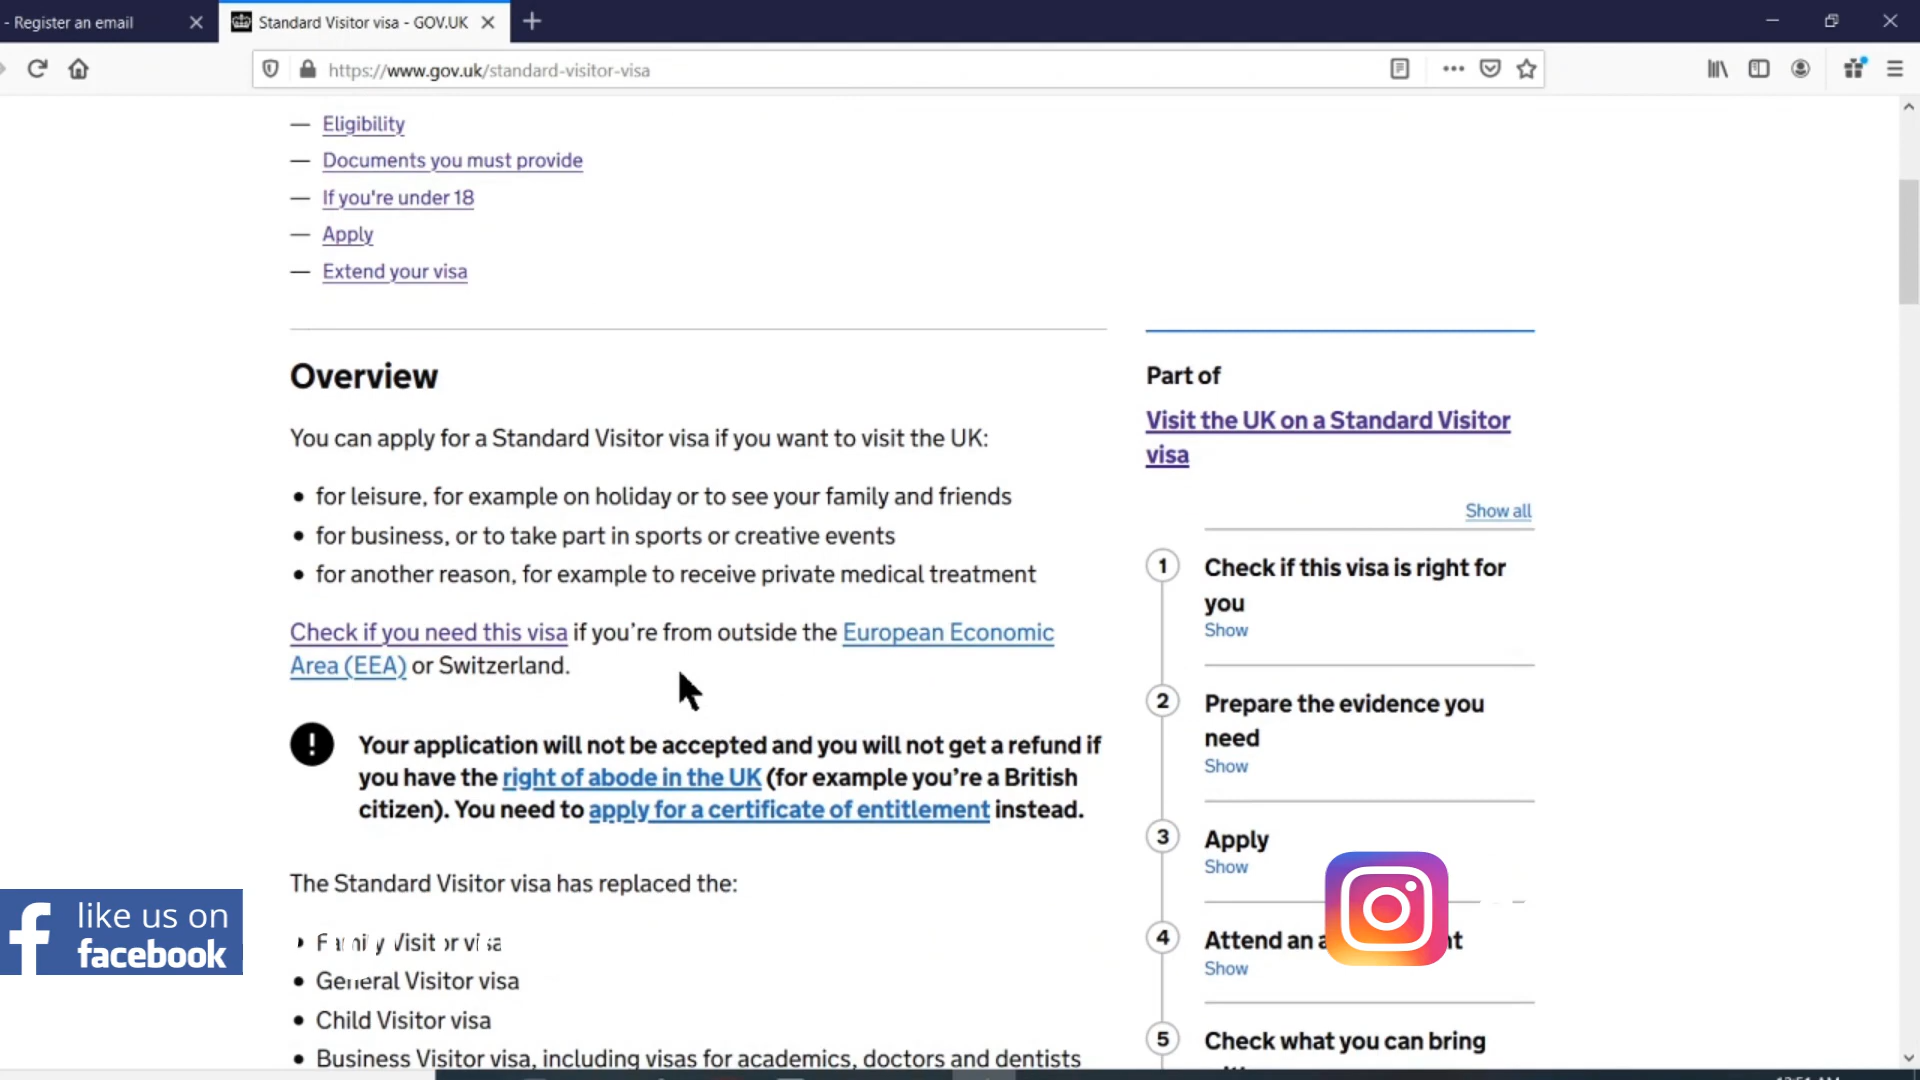 - Register an email
Standard Visitor visa - GOV.UK
https://www.gov.uk/standard-visitor-visa
— Eligibility
— Documents you must provide
— If you're under 18
— Apply
— Extend your visa
Overview
You can apply for a Standard Visitor visa if you want to visit the UK:
• for leisure, for example on holiday or to see your family and friends
• for business, or to take part in sports or creative events
• for another reason, for example to receive private medical treatment
Check if you need this visa if you're from outside the European Economic
Area (EEA) or Switzerland.
! Your application will not be accepted and you will not get a refund if
you have the right of abode in the UK (for example you're a British
citizen). You need to apply for a certificate of entitlement instead.
The Standard Visitor visa has replaced the:
• Family Visitor visa
• General Visitor visa
• Child Visitor visa
• Business Visitor visa, including visas for academics, doctors and dentists
Part of
Visit the UK on a Standard Visitor
visa
Show all
1 Check if this visa is right for
you
Show
2 Prepare the evidence you
need
Show
3 Apply
Show
4 Attend an
Show
5 Check what you can bring
f like us on
facebook